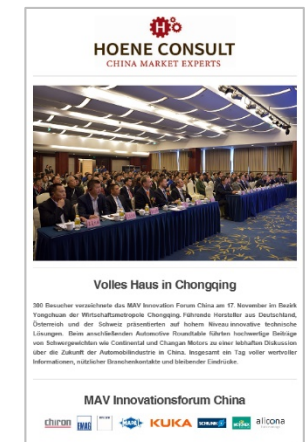 HOENE CONSULT
CHINA MARKET EXPERTS
Volles Haus in Chongqing
300 Besucher verzeichnete das MAV Innovation Forum China am 17. November im Bezirk
Yongchuan der Wirtschaftsmetropole Chongqing. Führende Hersteller aus Deutschland,
Österreich und der Schweiz präsentierten auf hohem Niveau innovative technische
Lösungen. Beim anschließenden Automotive Roundtable führten hochwertige Beiträge
von Schwergewichten wie Continental und Changan Motors zu einer lebhaften Diskussion
über die Zukunft der Automobilindustrie in China. Insgesamt ein Tag voller wertvoller
Informationen, nützlicher Branchenkontakte und bleibender Eindrücke.
MAV Innovationsforum China
chiron EMAG HAINBUCH KUKA SCHUNK alicona